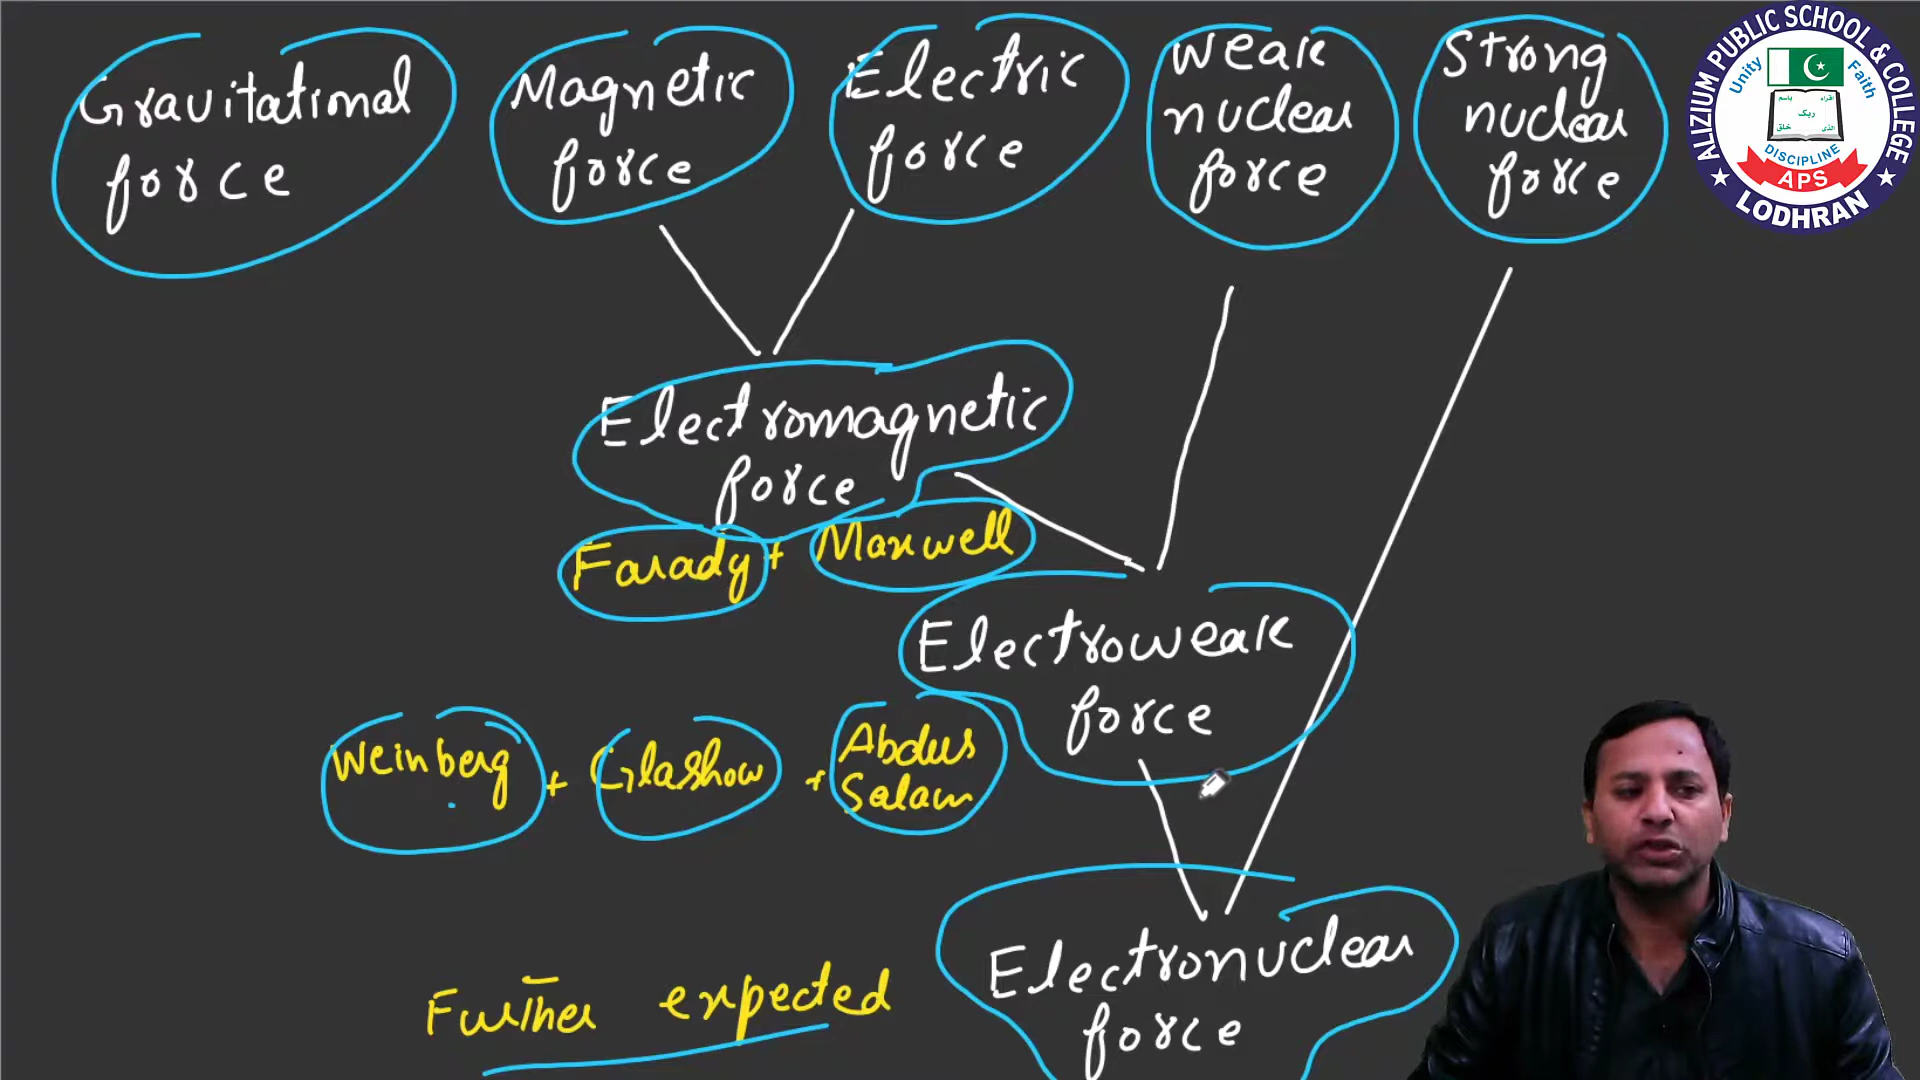 Gravitational
force
Magnetic
force
Electric
force
Weak
nuclear
force
Strong
nuclear
force
ALIZIUM PUBLIC SCHOOL & COLLEGE
Unity
Faith
DISCIPLINE
APS
★ LODHRAN ★
Electromagnetic
force
Farady + Maxwell
Electroweak
force
Weinberg + Glashow + Abdus
Salam
Electronuclear
force
Further expected